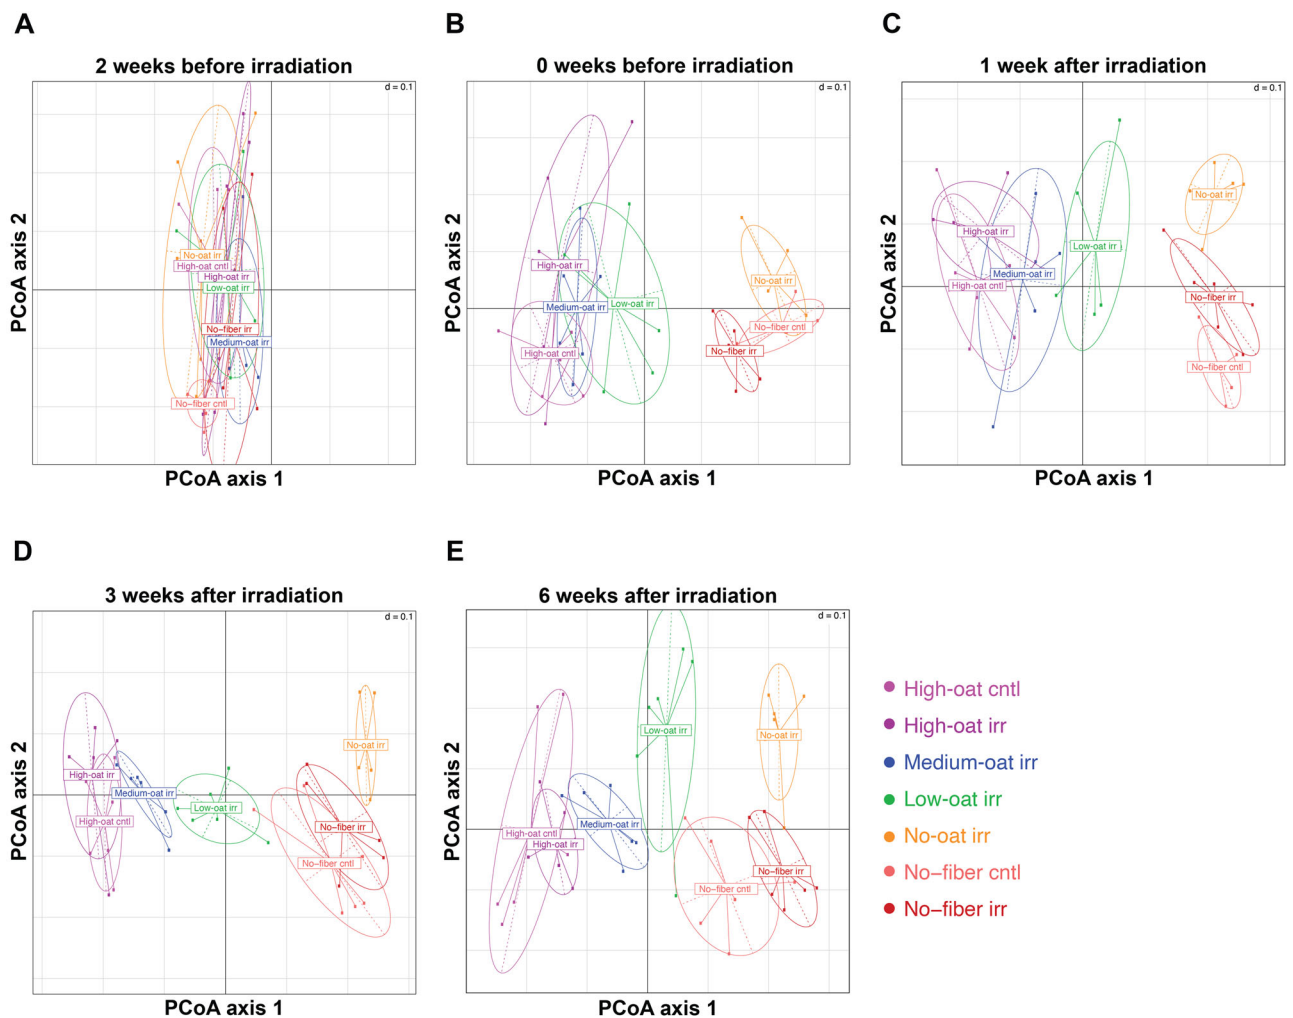 A
2 weeks before irradiation
d = 0.1
No-oat irr
High-oat cntl
High-oat irr
Low-oat irr
No-fiber irr
Medium-oat irr
No-fiber cntl
PCoA axis 2
PCoA axis 1
B
0 weeks before irradiation
d = 0.1
High-oat irr
No-oat irr
Medium-oat irr
Low-oat irr
No-fiber cntl
High-oat cntl
No-fiber irr
PCoA axis 2
PCoA axis 1
C
1 week after irradiation
d = 0.1
No-oat irr
High-oat irr
Low-oat irr
Medium-oat irr
High-oat cntl
No-fiber irr
No-fiber cntl
PCoA axis 2
PCoA axis 1
D
3 weeks after irradiation
d = 0.1
No-oat irr
High-oat irr
Medium-oat irr
Low-oat irr
High-oat cntl
No-fiber irr
No-fiber cntl
PCoA axis 2
PCoA axis 1
E
6 weeks after irradiation
d = 0.1
Low-oat irr
No-oat irr
Medium-oat irr
High-oat cntl
High-oat irr
No-fiber irr
No-fiber cntl
PCoA axis 2
PCoA axis 1
High-oat cntl
High-oat irr
Medium-oat irr
Low-oat irr
No-oat irr
No-fiber cntl
No-fiber irr